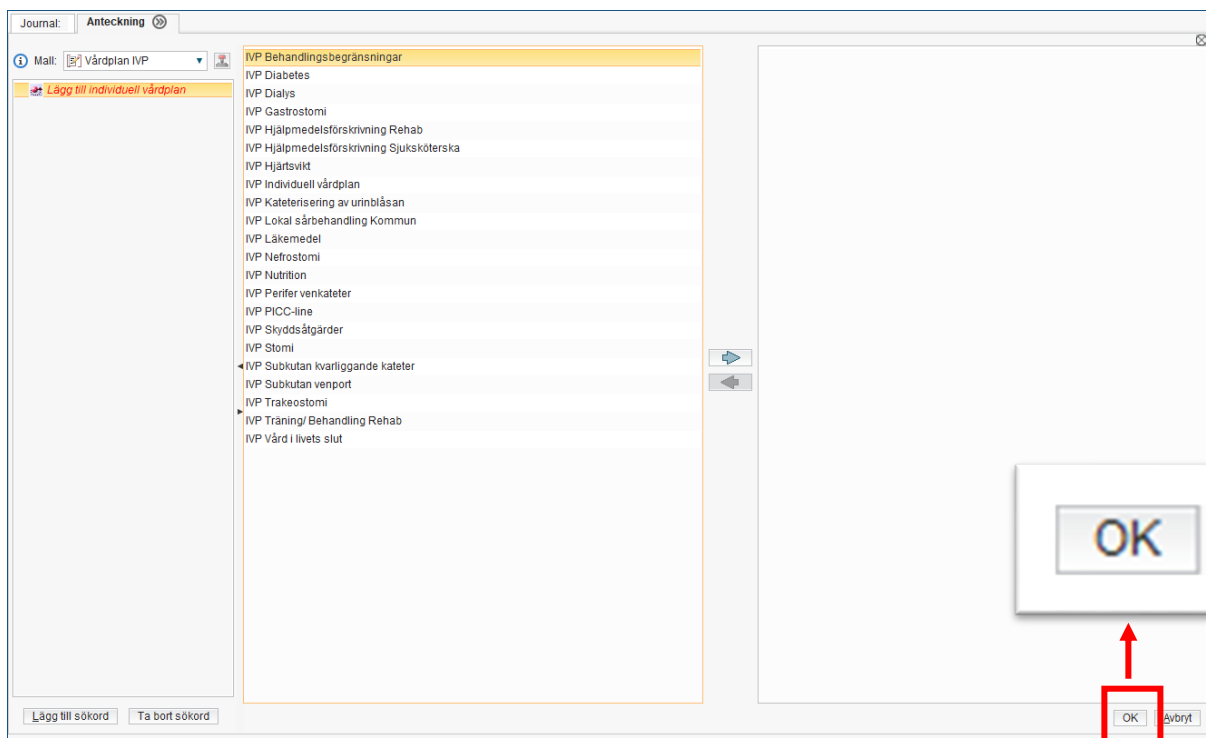 Journal:
Anteckning
Mall: Vårdplan IVP
Lägg till individuell vårdplan
IVP Behandlingsbegränsningar
IVP Diabetes
IVP Dialys
IVP Gastrostomi
IVP Hjälpmedelsförskrivning Rehab
IVP Hjälpmedelsförskrivning Sjuksköterska
IVP Hjärtsvikt
IVP Individuell vårdplan
IVP Kateterisering av urinblåsan
IVP Lokal sårbehandling Kommun
IVP Läkemedel
IVP Nefrostomi
IVP Nutrition
IVP Perifer venkateter
IVP PICC-line
IVP Skyddsåtgärder
IVP Stomi
IVP Subkutan kvarliggande kateter
IVP Subkutan venport
IVP Trakeostomi
IVP Träning/ Behandling Rehab
IVP Vård i livets slut
OK
Lägg till sökord
Ta bort sökord
OK
Avbryt